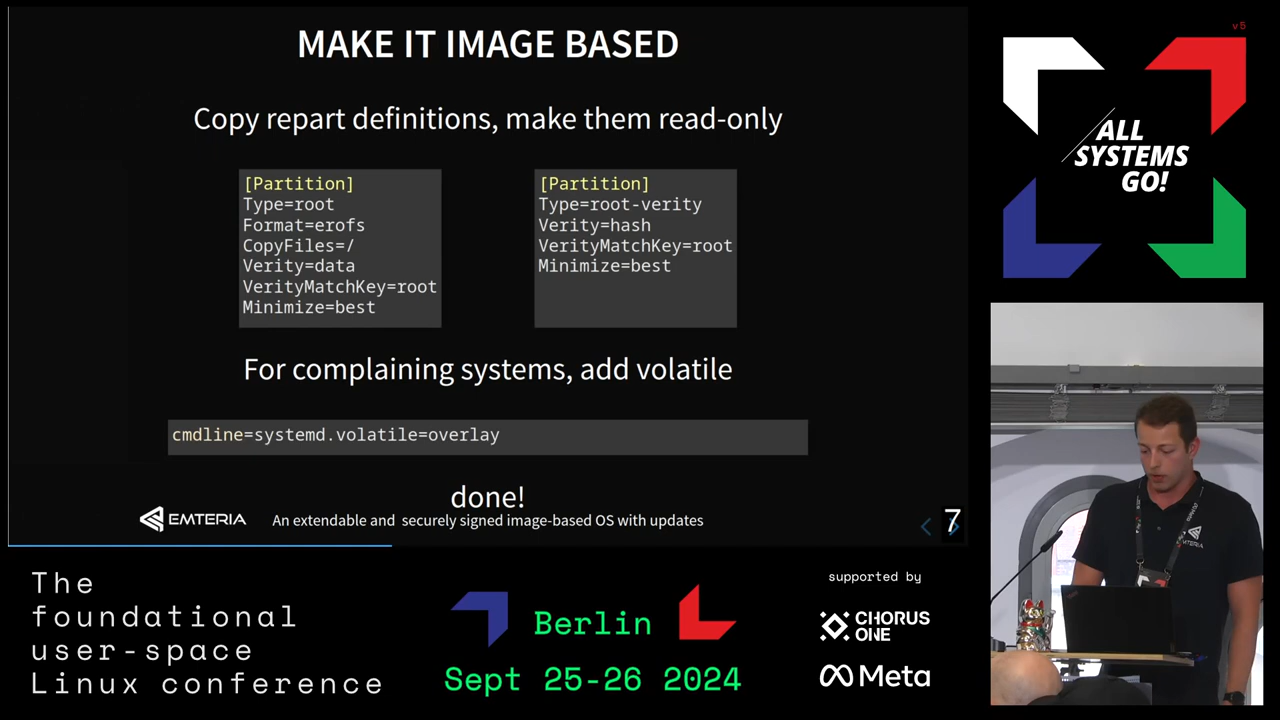 MAKE IT IMAGE BASED
Copy repart definitions, make them read-only
[Partition]
Type=root
Format=erofs
CopyFiles=/
Verity=data
VerityMatchKey=root
Minimize=best
[Partition]
Type=root-verity
Verity=hash
VerityMatchKey=root
Minimize=best
For complaining systems, add volatile
cmdline=systemd.volatile=overlay
done!
EMTERIA
An extendable and securely signed image-based OS with updates
7
v5
ALL
SYSTEMS
GO!
The
foundational
user-space
Linux conference
Berlin
Sept 25-26 2024
supported by
CHORUS
ONE
Meta